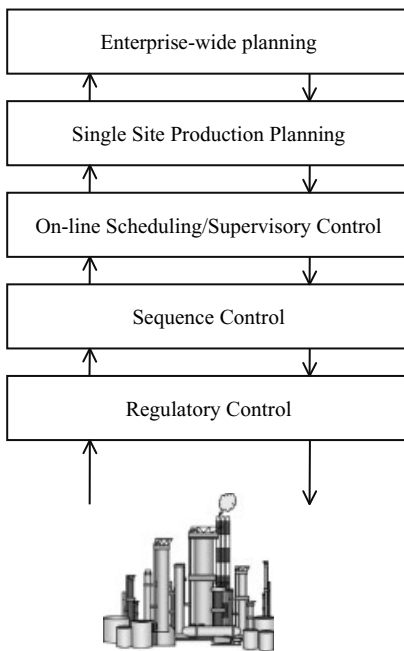 Enterprise-wide planning
Single Site Production Planning
On-line Scheduling/Supervisory Control
Sequence Control
Regulatory Control